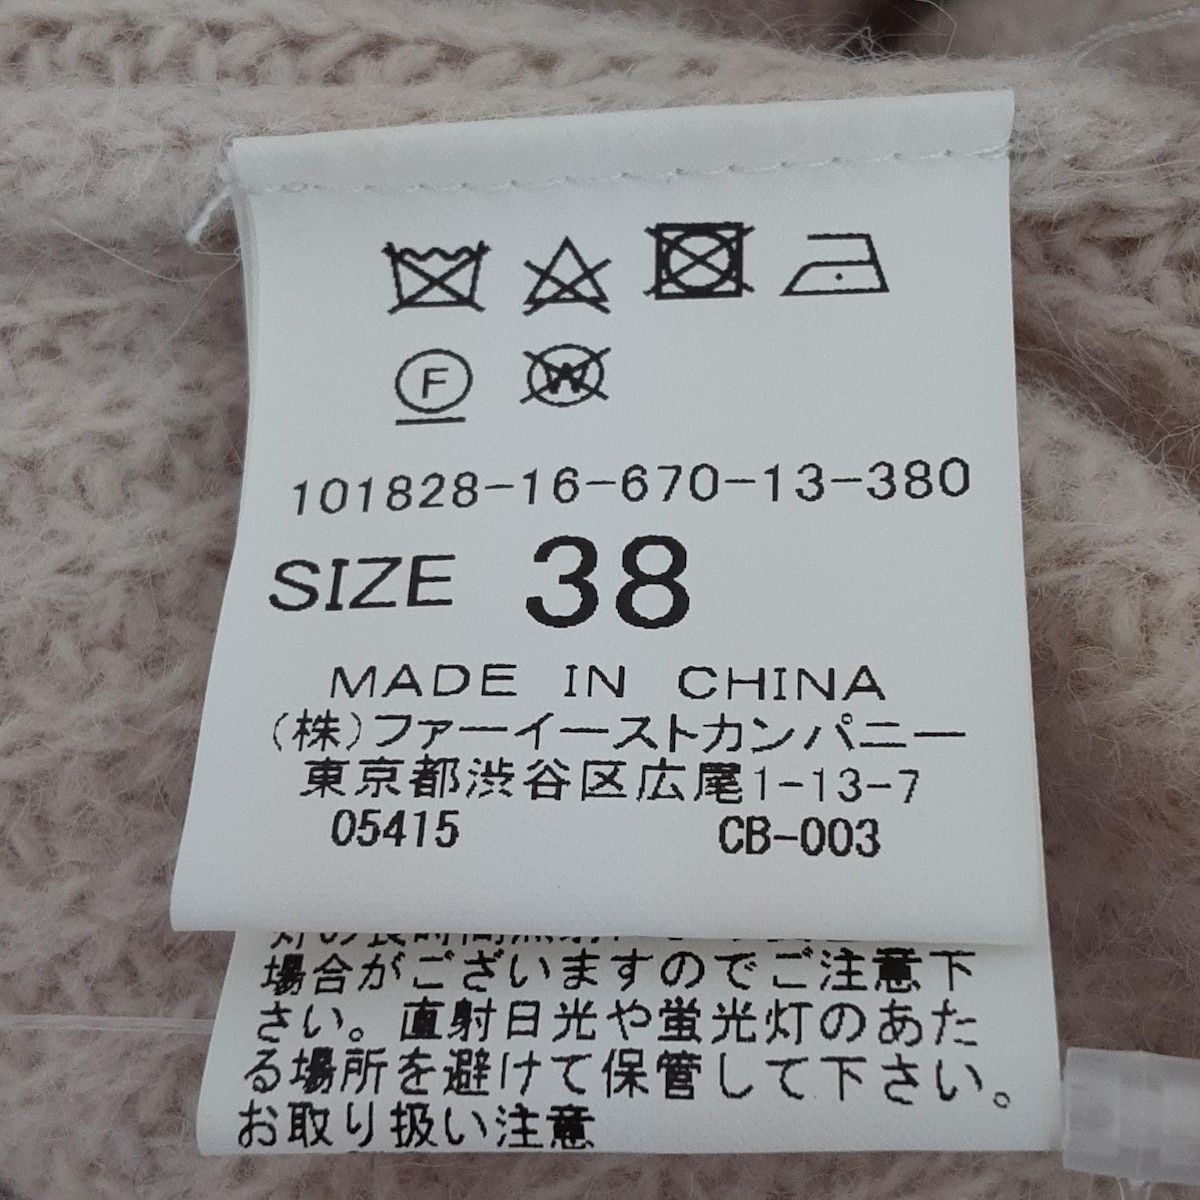 F
W
101828-16-670-13-380
SIZE 38
MADE IN CHINA
(株)ファーイーストカンパニー
東京都渋谷区広尾1-13-7
05415 CB-003
場合がございますのでご注意下
さい。直射日光や蛍光灯のあた
る場所を避けて保管して下さい。
お取り扱い注意